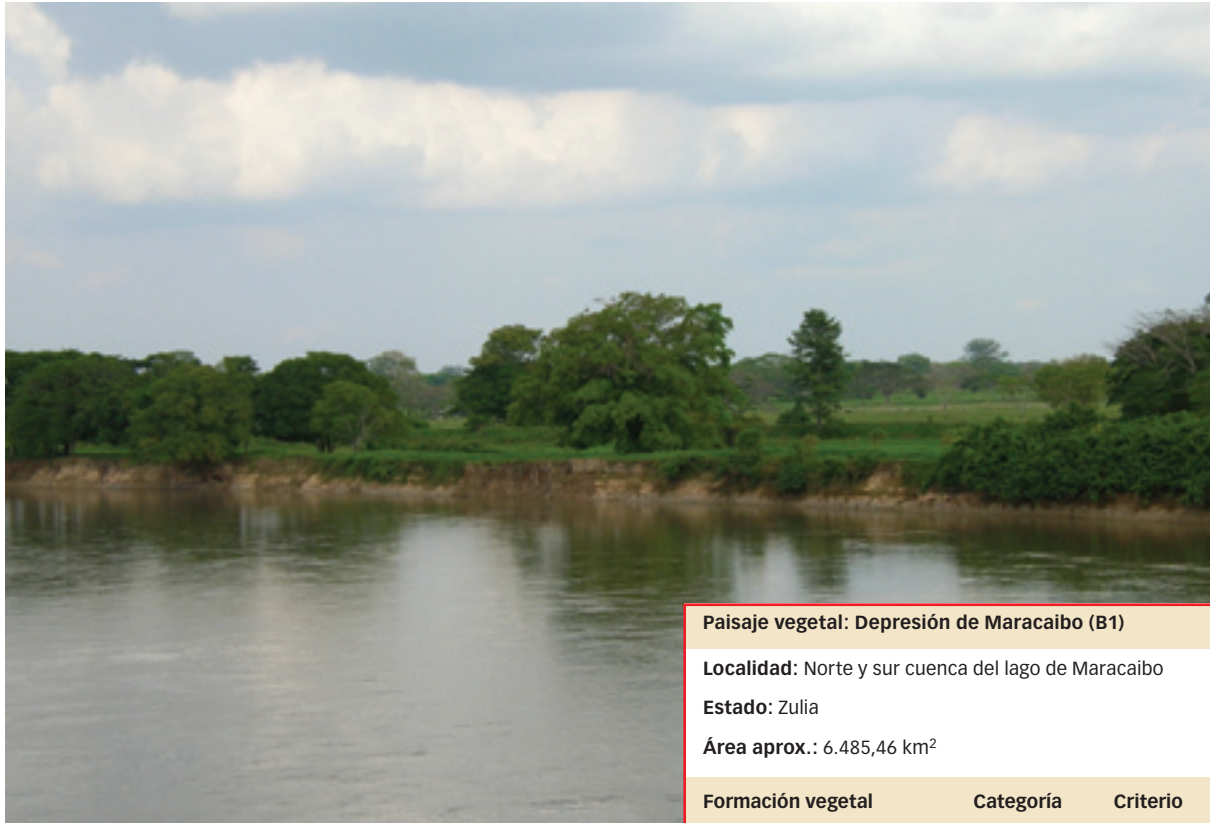 Paisaje vegetal: Depresión de Maracaibo (B1)
Localidad: Norte y sur cuenca del lago de Maracaibo
Estado: Zulia
Área aprox.: 6.485,46 km²
Formación vegetal Categoría Criterio